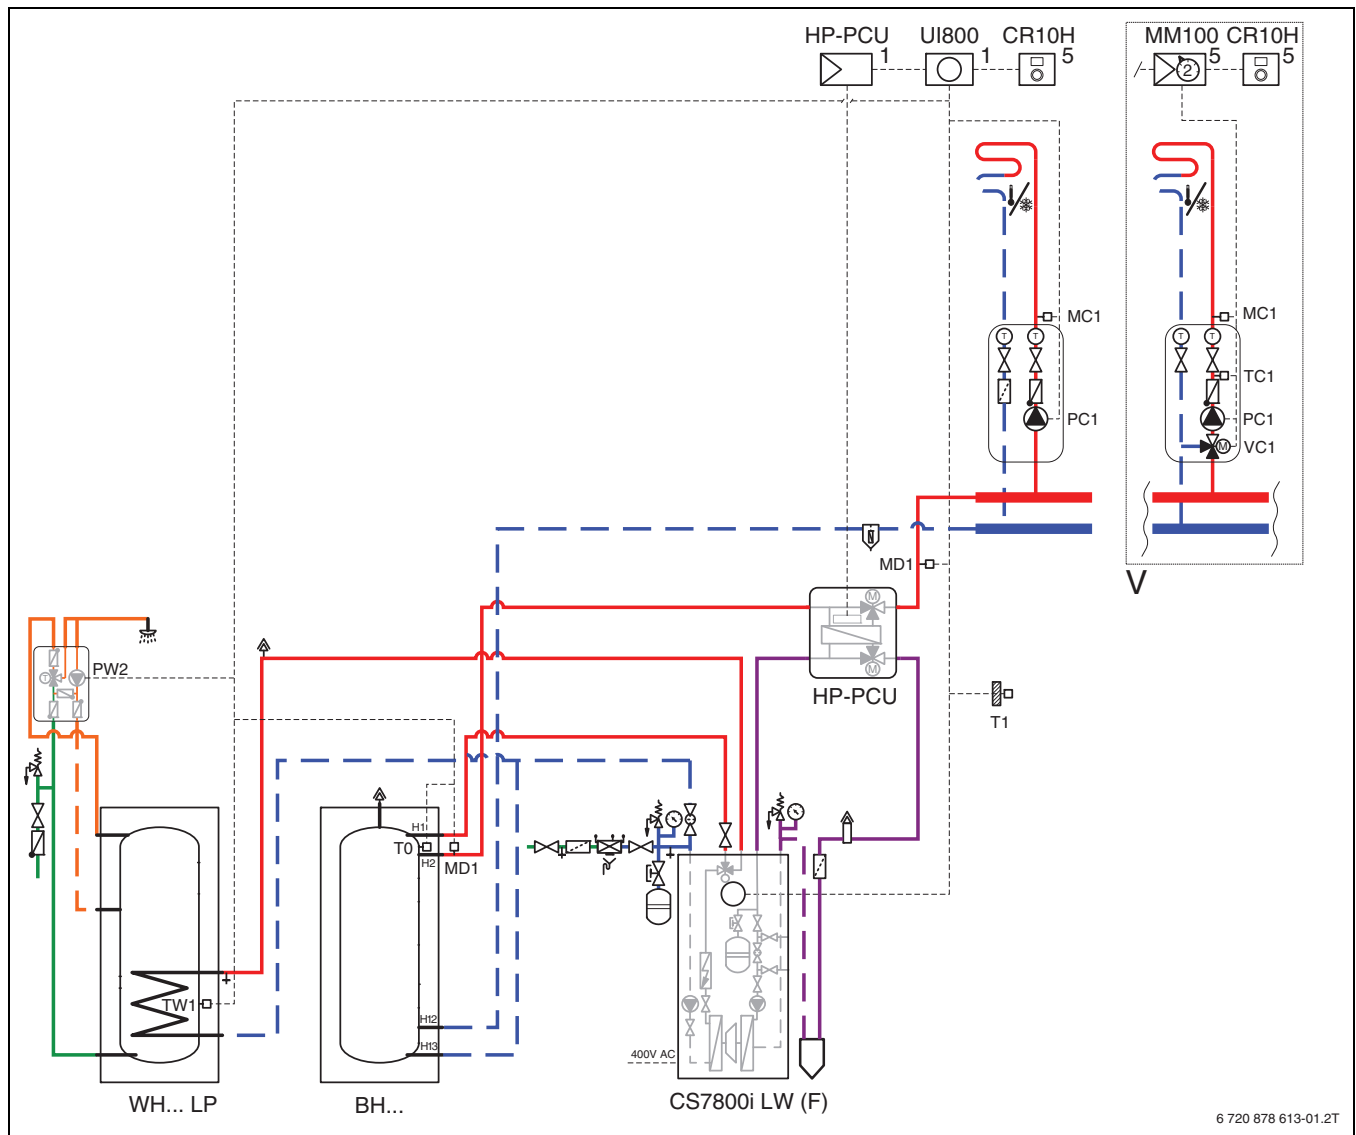 HP-PCU UI800 CR10H MM100 CR10H
1 1 5 5 5
2
MC1 MC1
T T T T
TC1
PC1 PC1
M VC1
MD1
V
M
M
HP-PCU
PW2
T
T1
H1
T0
H2 MD1
TW1
H12
H13
400V AC
WH... LP BH... CS7800i LW (F)
6 720 878 613-01.2T